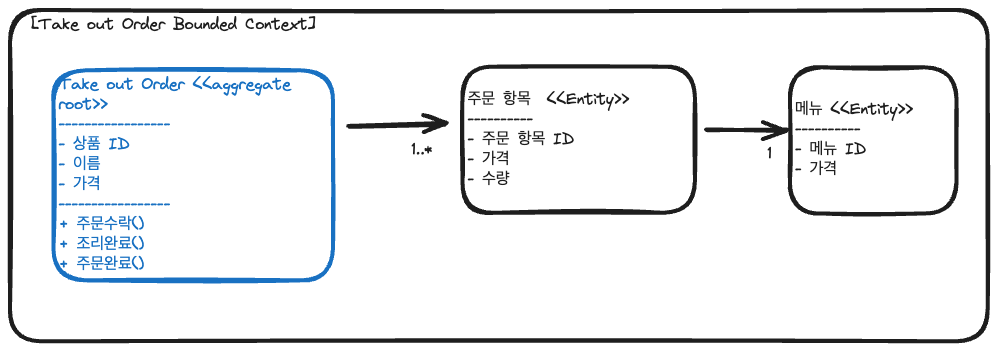 [Take out Order Bounded Context]
Take out Order <<aggregate
root>>
-----------------
- 상품 ID
- 이름
- 가격
-----------------
+ 주문수락()
+ 조리완료()
+ 주문완료()
1..*
주문 항목 <<Entity>>
----------
- 주문 항목 ID
- 가격
- 수량
1
메뉴 <<Entity>>
----------
- 메뉴 ID
- 가격